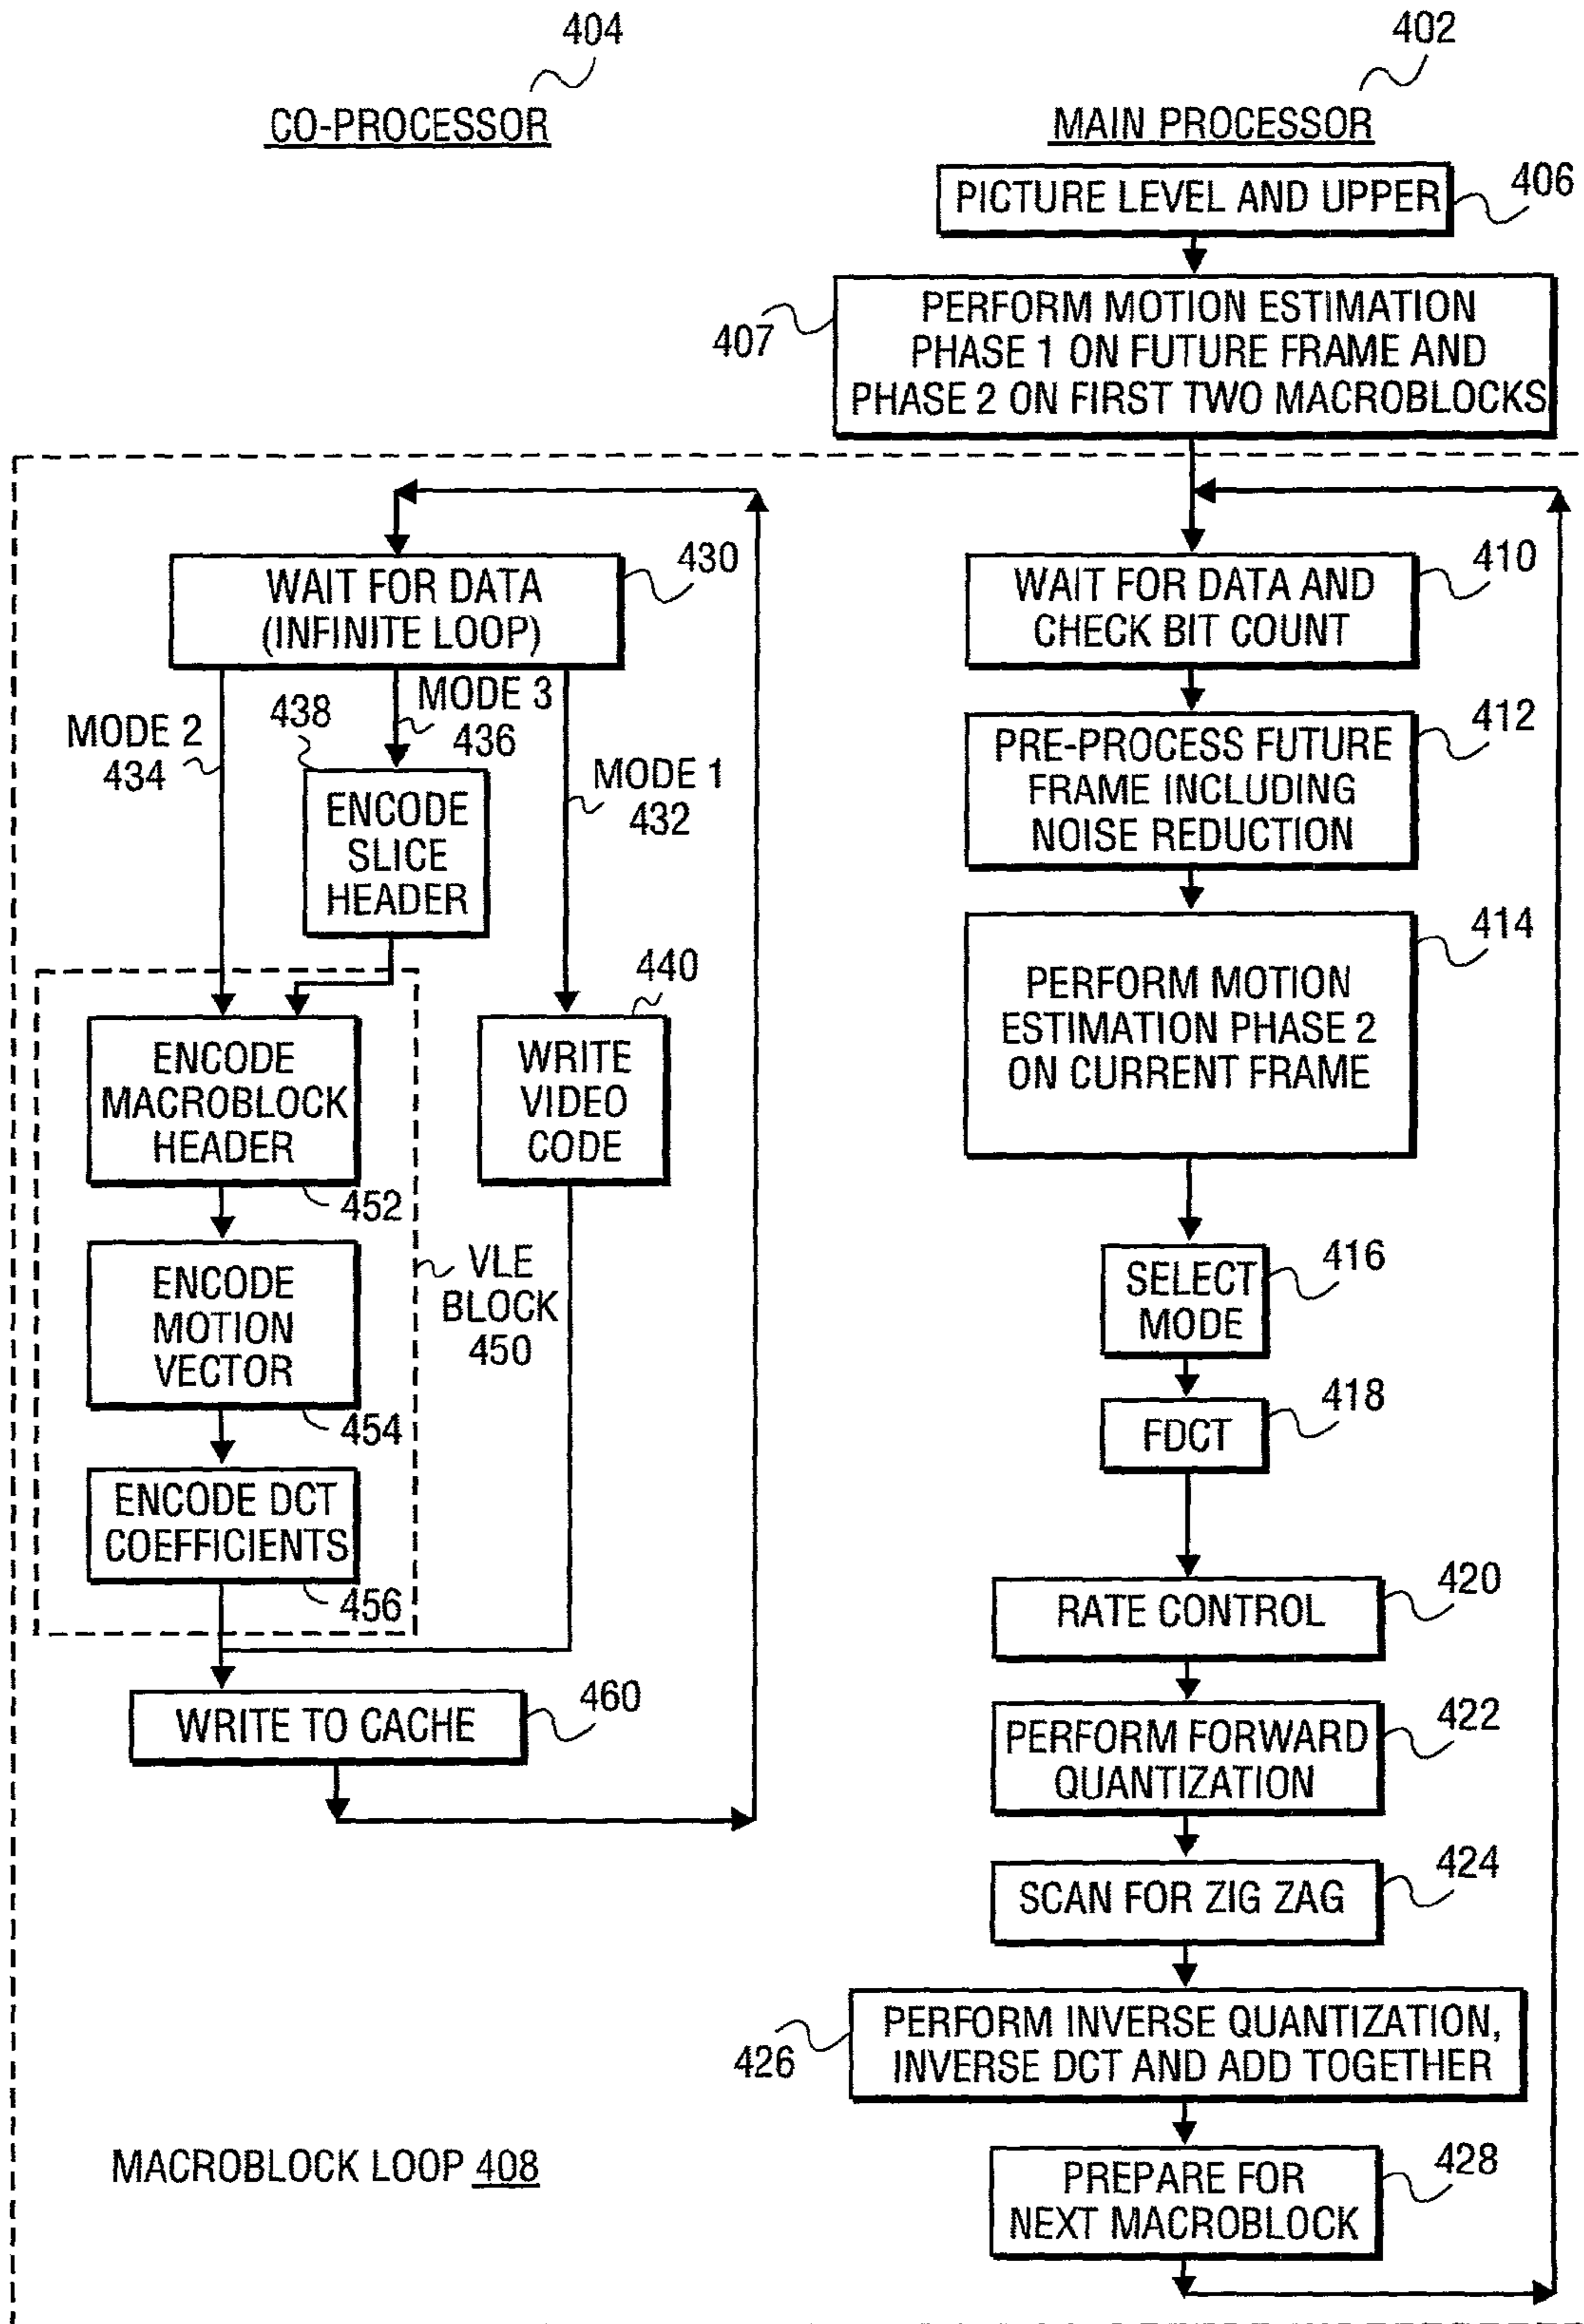 404
CO-PROCESSOR
402
MAIN PROCESSOR
PICTURE LEVEL AND UPPER
406
PERFORM MOTION ESTIMATION
PHASE 1 ON FUTURE FRAME AND
PHASE 2 ON FIRST TWO MACROBLOCKS
407
WAIT FOR DATA
(INFINITE LOOP)
430
MODE 2
434
438
MODE 3
436
MODE 1
432
ENCODE
SLICE
HEADER
440
ENCODE
MACROBLOCK
HEADER
452
WRITE
VIDEO
CODE
ENCODE
MOTION
VECTOR
454
VLE
BLOCK
450
ENCODE DCT
COEFFICIENTS
456
WRITE TO CACHE
460
WAIT FOR DATA AND
CHECK BIT COUNT
410
PRE-PROCESS FUTURE
FRAME INCLUDING
NOISE REDUCTION
412
PERFORM MOTION
ESTIMATION PHASE 2
ON CURRENT FRAME
414
SELECT
MODE
416
FDCT
418
RATE CONTROL
420
PERFORM FORWARD
QUANTIZATION
422
SCAN FOR ZIG ZAG
424
PERFORM INVERSE QUANTIZATION,
INVERSE DCT AND ADD TOGETHER
426
PREPARE FOR
NEXT MACROBLOCK
428
MACROBLOCK LOOP 408